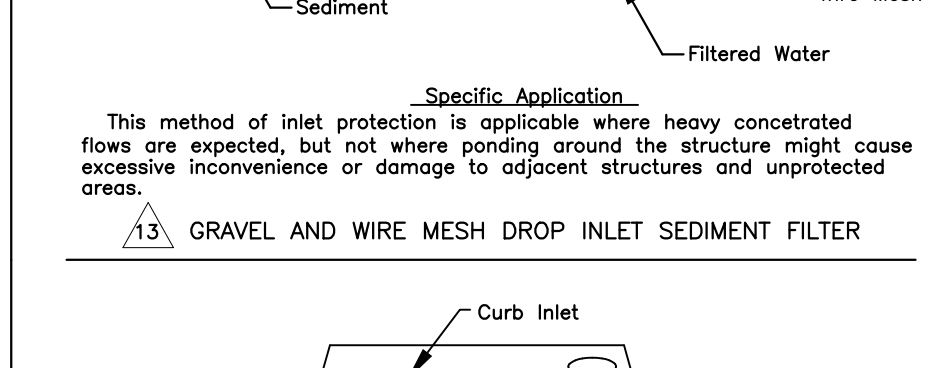 Sediment
Filtered Water
Specific Application
This method of inlet protection is applicable where heavy concetrated
flows are expected, but not where ponding around the structure might cause
excessive inconvenience or damage to adjacent structures and unprotected
areas.
13 GRAVEL AND WIRE MESH DROP INLET SEDIMENT FILTER
Curb Inlet